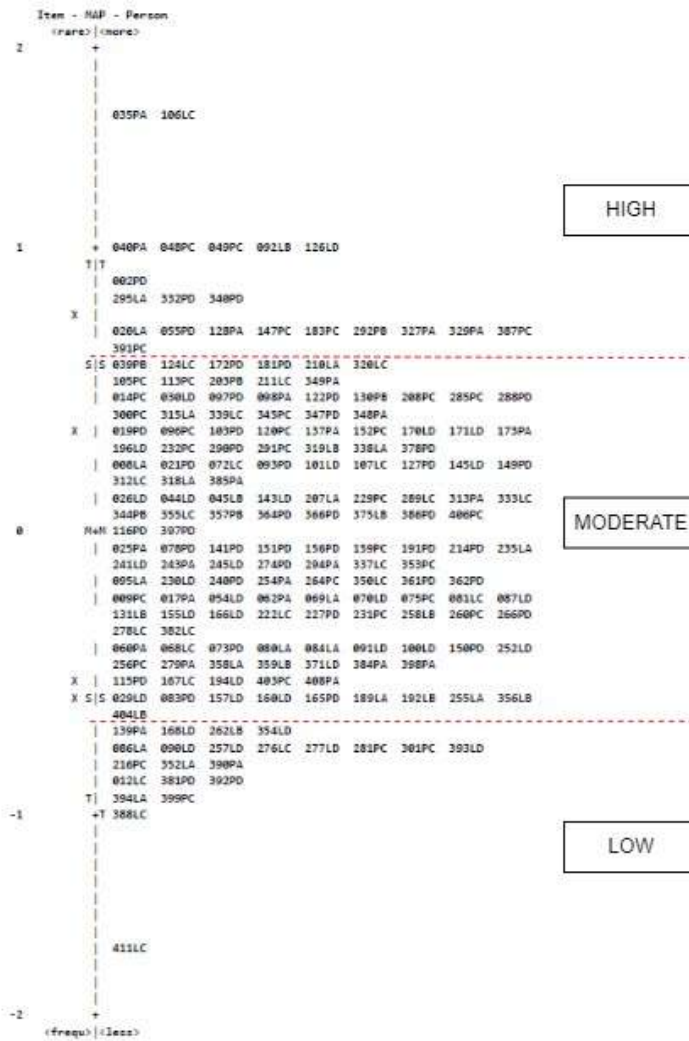 Item - MAP - Person
<rare>|<more>
2 +
035PA 106LC
HIGH
1 + 040PA 048PC 049PC 092LB 126LD
T|T
002PD
295LA 332PD 340PD
X |
020LA 055PD 128PA 147PC 183PC 292PB 327PA 329PA 387PC
391PC
S|S 039PB 124LC 172PD 181PD 210LA 320LC
105PC 113PC 203PB 211LC 349PA
014PC 030LD 097PD 098PA 122PD 130PB 208PC 285PC 288PD
300PC 315LA 339LC 345PC 347PD 348PA
X | 019PD 096PC 103PD 120PC 137PA 152PC 170LD 171LD 173PA
196LD 232PC 290PD 291PC 319LB 338LA 378PD
008LA 021PD 072LC 093PD 101LD 107LC 127PD 145LD 149PD
312LC 318LA 385PA
026LD 044LD 045LB 143LD 207LA 229PC 289LC 313PA 333LC
344PB 355LC 357PB 364PD 366PD 375LB 386PD 406PC
MODERATE
0 M+M 116PD 397PD
025PA 078PD 141PD 151PD 156PD 159PC 191PD 214PD 235LA
241LD 243PA 245LD 274PD 294PA 337LC 353PC
095LA 230LD 240PD 254PA 264PC 350LC 361PD 362PD
009PC 017PA 054LD 062PA 069LA 070LD 075PC 081LC 087LD
131LB 155LD 166LD 222LC 227PD 231PC 258LB 260PC 266PD
278LC 382LC
060PA 068LC 073PD 080LA 084LA 091LD 100LD 150PD 252LD
256PC 279PA 358LA 359LB 371LD 384PA 398PA
X | 115PD 167LC 194LD 403PC 408PA
X S|S 029LD 083PD 157LD 160LD 165PD 189LA 192LB 255LA 356LB
404LB
139PA 168LD 262LB 354LD
086LA 090LD 257LD 276LC 277LD 281PC 301PC 393LD
216PC 352LA 390PA
012LC 381PD 392PD
T| 394LA 399PC
-1 +T 388LC
LOW
411LC
-2 +
<frequ>|<less>